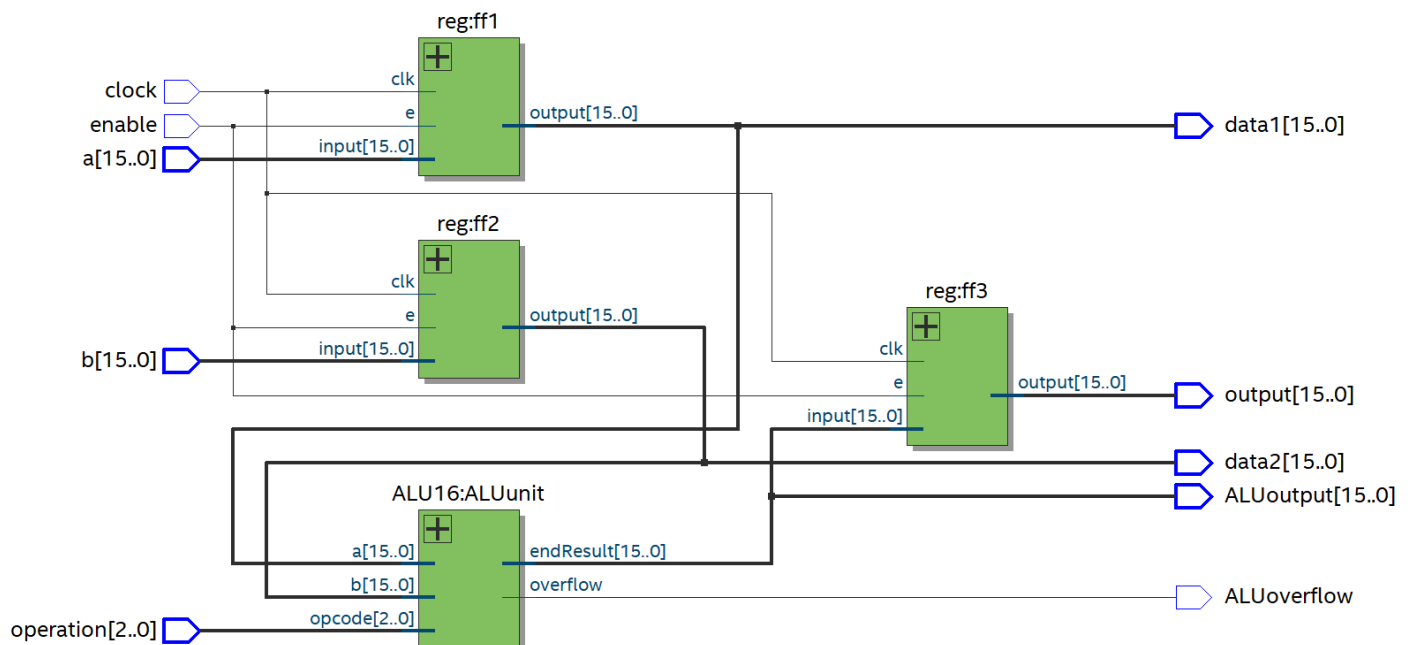 reg:ff1
clock
clk
enable
e
output[15..0]
data1[15..0]
a[15..0]
input[15..0]
reg:ff2
clk
e
output[15..0]
b[15..0]
input[15..0]
reg:ff3
clk
e
output[15..0]
output[15..0]
input[15..0]
data2[15..0]
ALU16:ALUunit
ALUoutput[15..0]
a[15..0]
endResult[15..0]
b[15..0]
overflow
ALUoverflow
operation[2..0]
opcode[2..0]